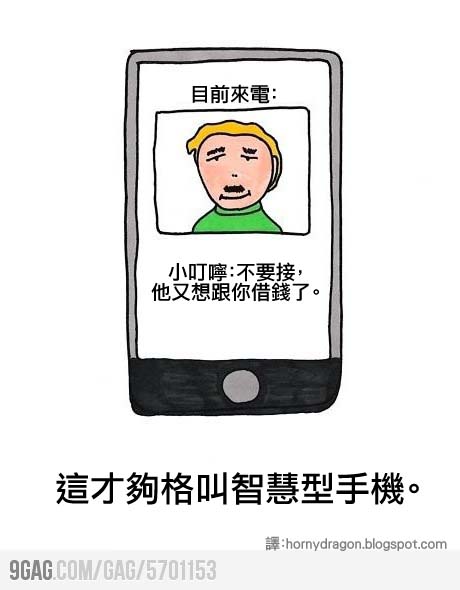 目前來電：
小叮嚀：不要接，
他又想跟你借錢了。
這才夠格叫智慧型手機。
譯：hornydragon.blogspot.com
9GAG.COM/GAG/5701153